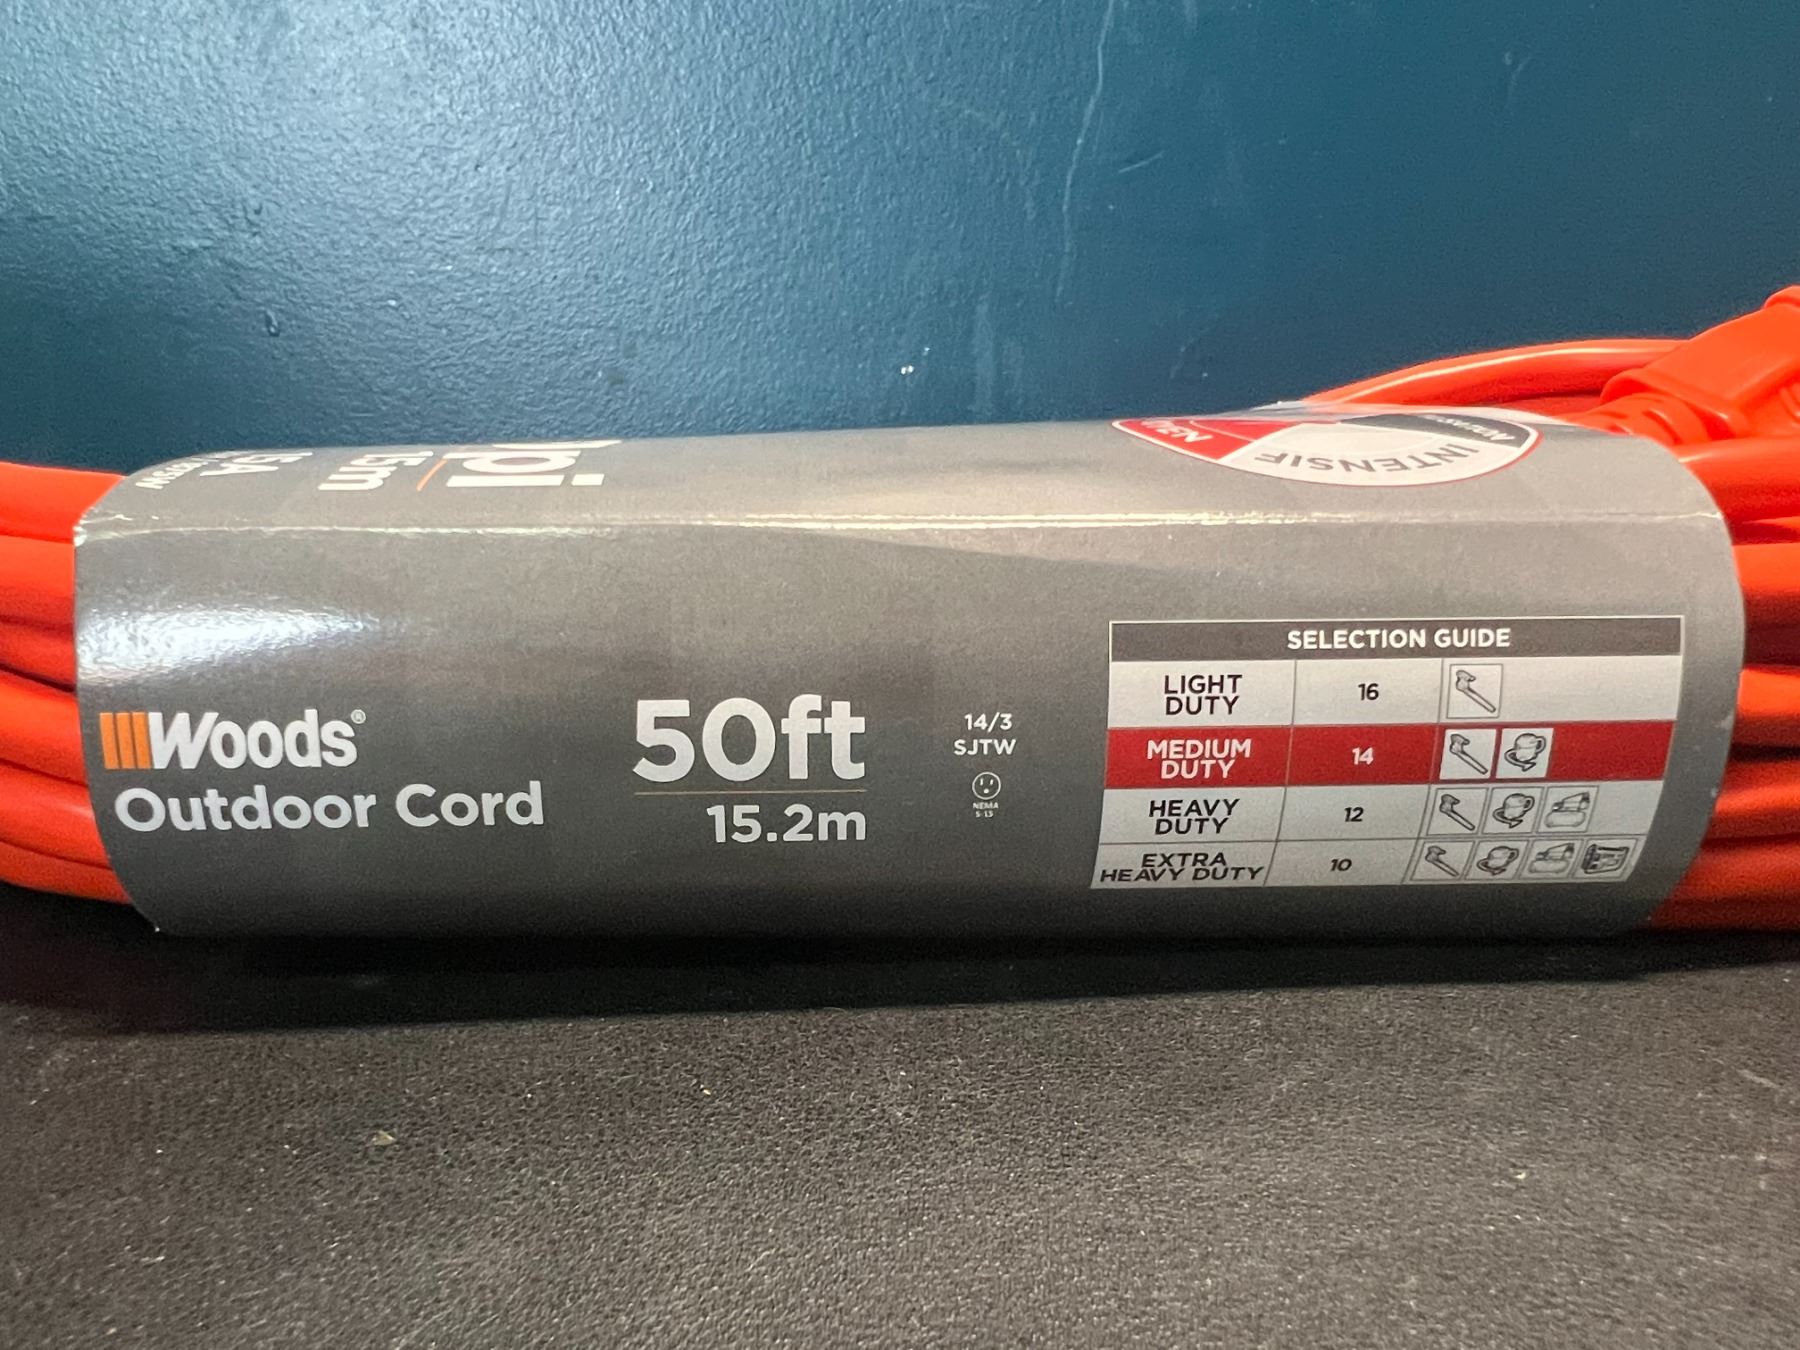 15m
15A
INTENSIF
Woods®
Outdoor Cord
50ft
15.2m
14/3
SJTW
NEMA
5-15
SELECTION GUIDE
LIGHT DUTY 16
MEDIUM DUTY 14
HEAVY DUTY 12
EXTRA HEAVY DUTY 10